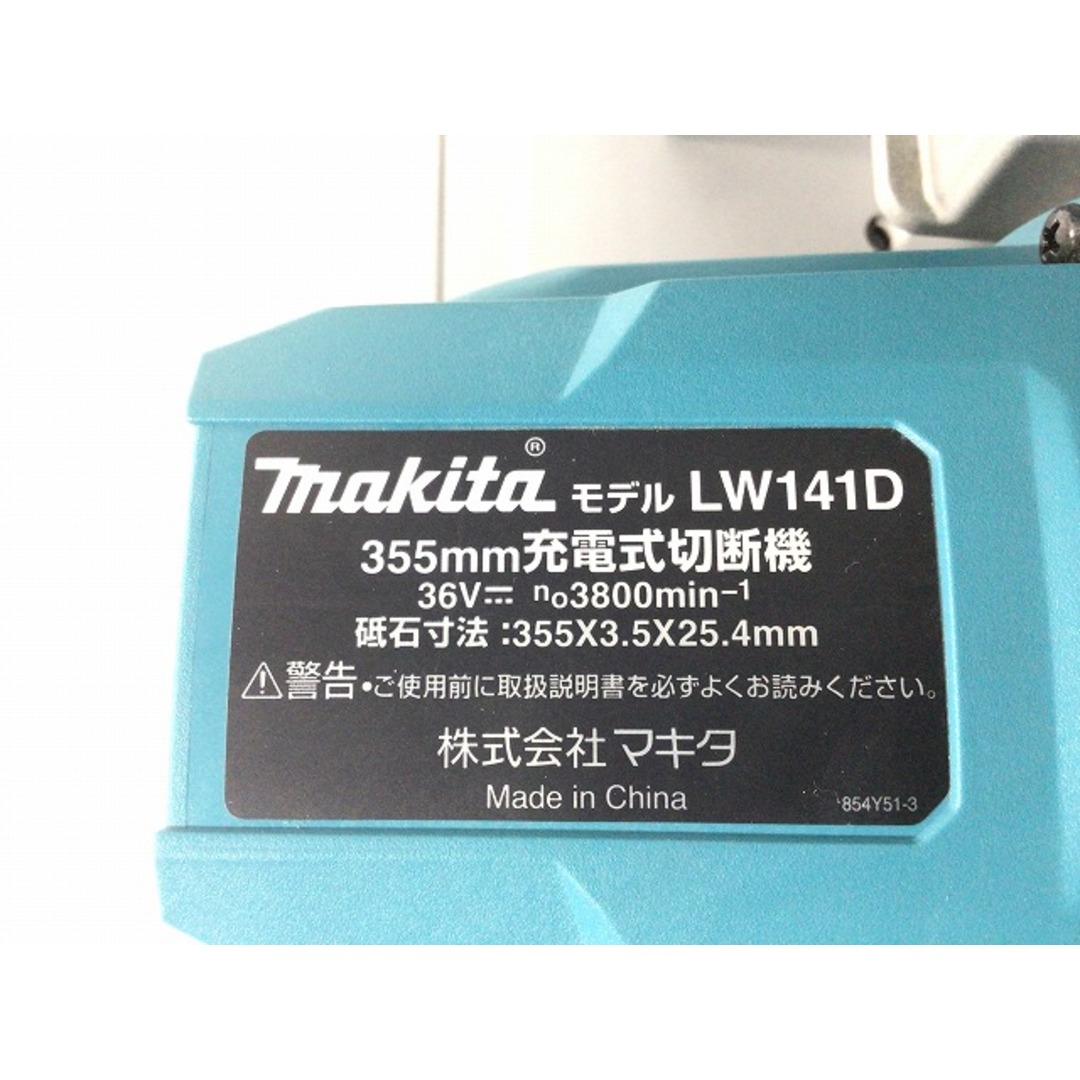 makita® モデル LW141D
355mm充電式切断機
36V⎓ no3800min-1
砥石寸法:355X3.5X25.4mm
⚠警告・ご使用前に取扱説明書を必ずよくお読みください。
株式会社マキタ
Made in China
854Y51-3